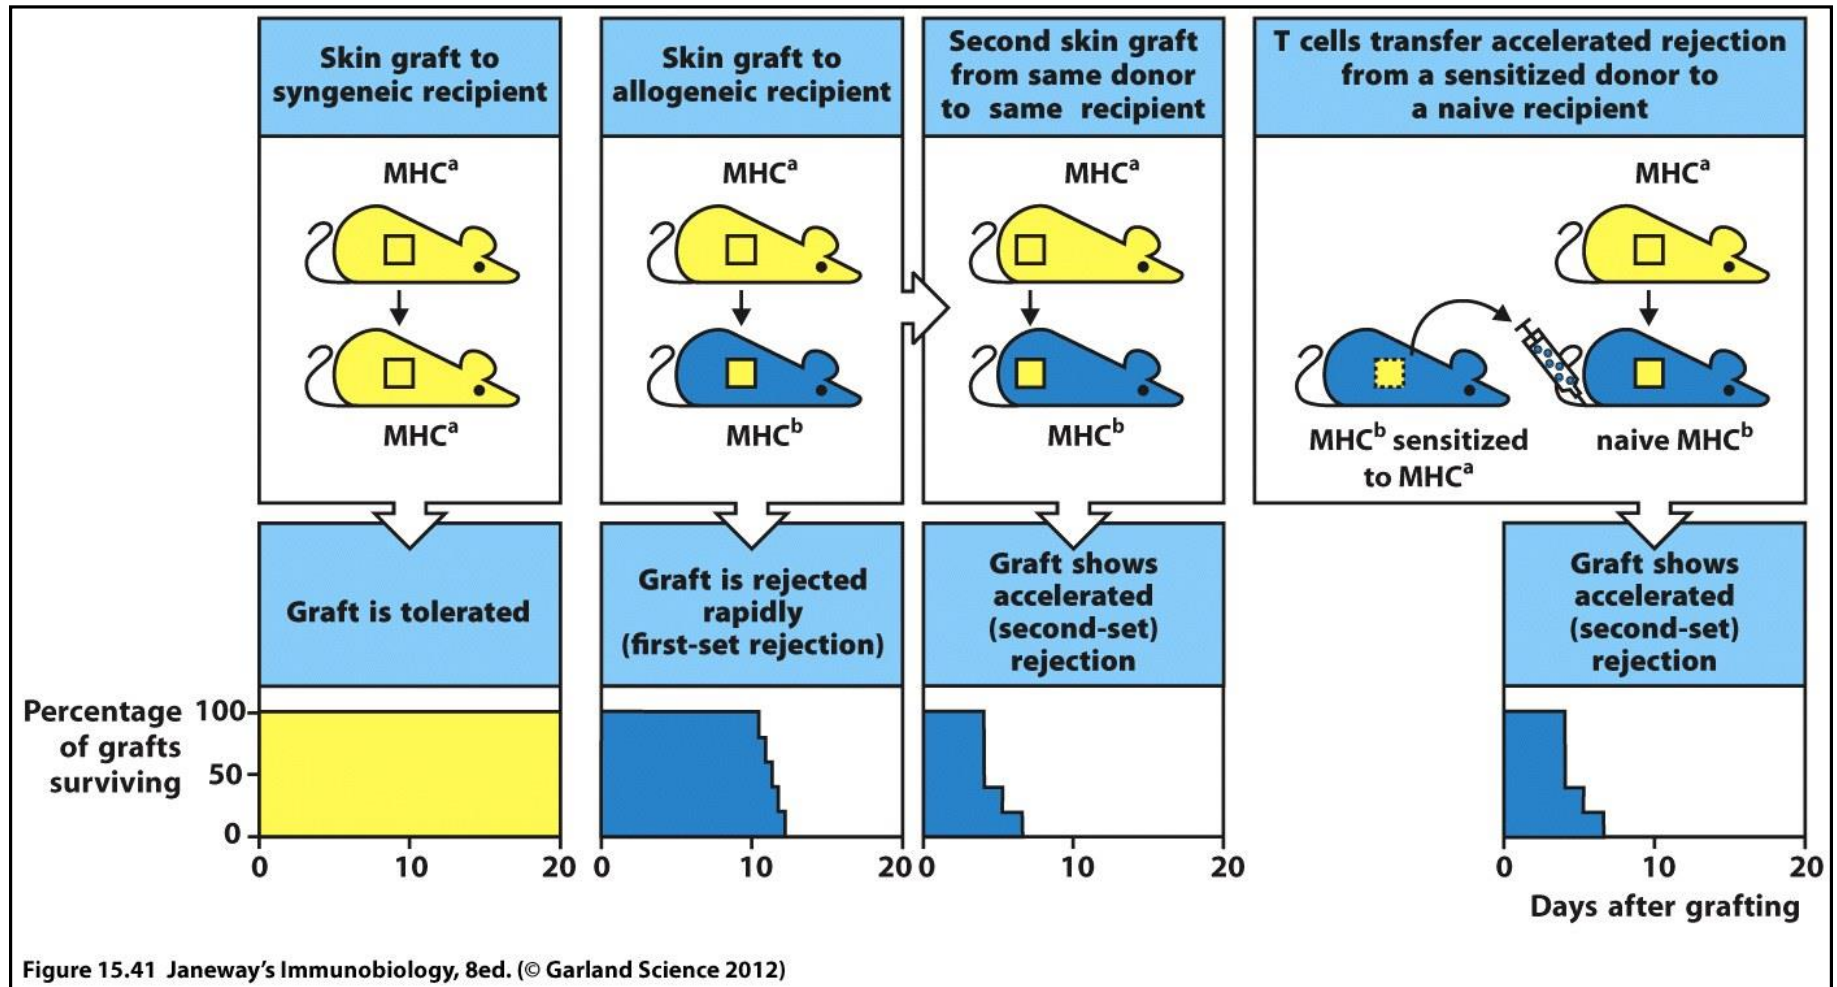 Skin graft to
syngeneic recipient
MHCᵃ
MHCᵃ
Graft is tolerated
Skin graft to
allogeneic recipient
MHCᵃ
MHCᵇ
Graft is rejected
rapidly
(first-set rejection)
Second skin graft
from same donor
to same recipient
MHCᵃ
MHCᵇ
Graft shows
accelerated
(second-set)
rejection
T cells transfer accelerated rejection
from a sensitized donor to
a naive recipient
MHCᵃ
MHCᵇ sensitized
to MHCᵃ
naive MHCᵇ
Graft shows
accelerated
(second-set)
rejection
Percentage
of grafts
surviving
100
50
0
0 10 20
0 10 20
0 10 20
0 10 20
Days after grafting
Figure 15.41 Janeway's Immunobiology, 8ed. (© Garland Science 2012)